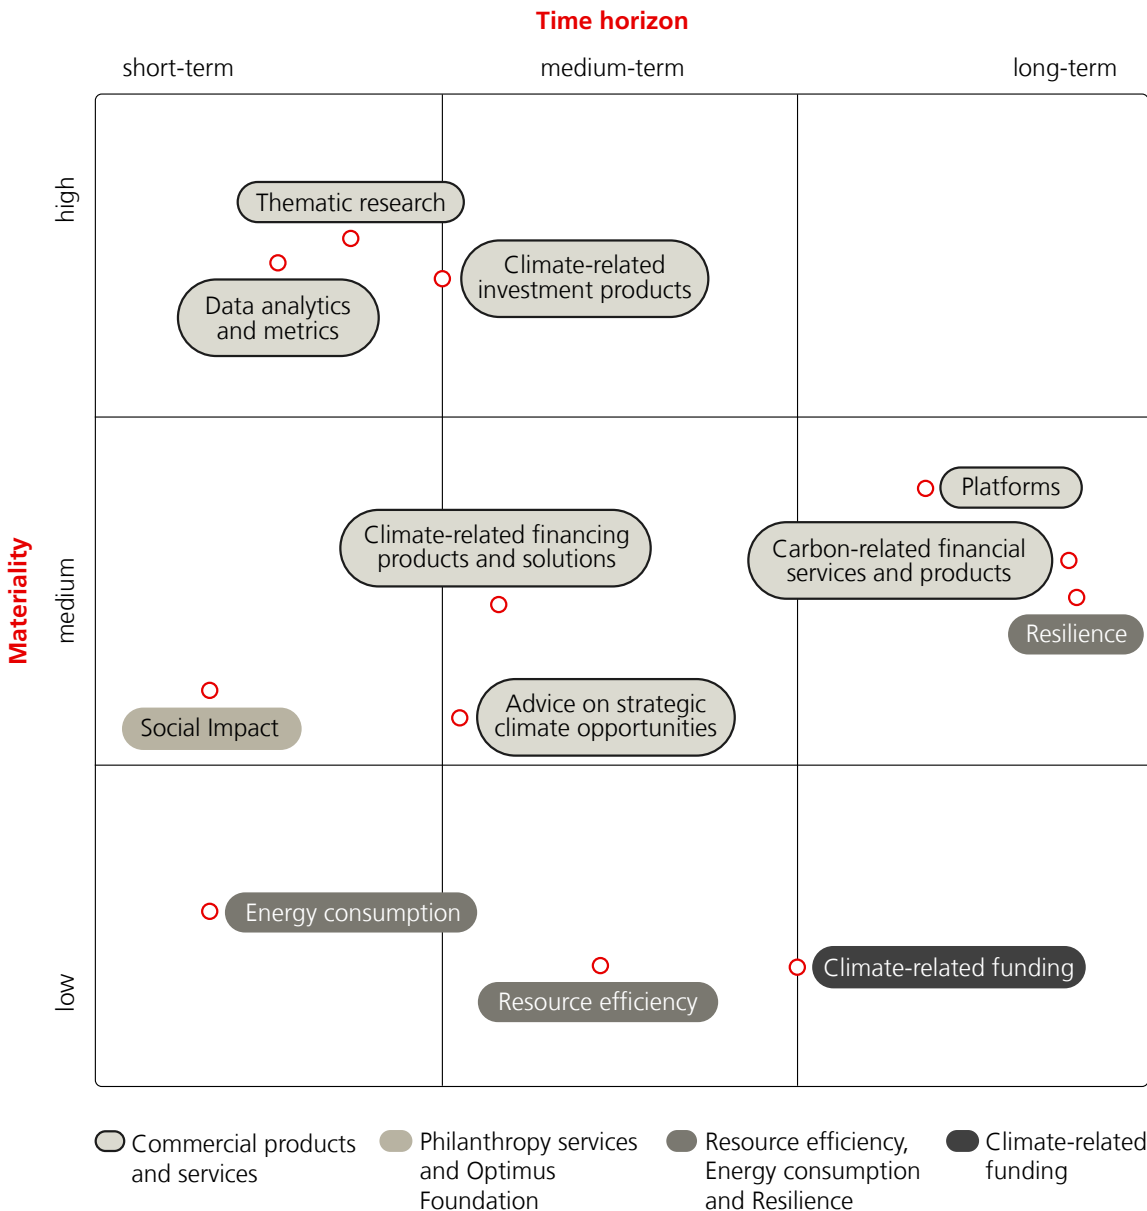 Time horizon
short-term
medium-term
long-term
Materiality
high
medium
low
Thematic research
Data analytics
and metrics
Climate-related
investment products
Platforms
Climate-related financing
products and solutions
Carbon-related financial
services and products
Resilience
Social Impact
Advice on strategic
climate opportunities
Energy consumption
Resource efficiency
Climate-related funding
Commercial products
and services
Philanthropy services
and Optimus
Foundation
Resource efficiency,
Energy consumption
and Resilience
Climate-related
funding